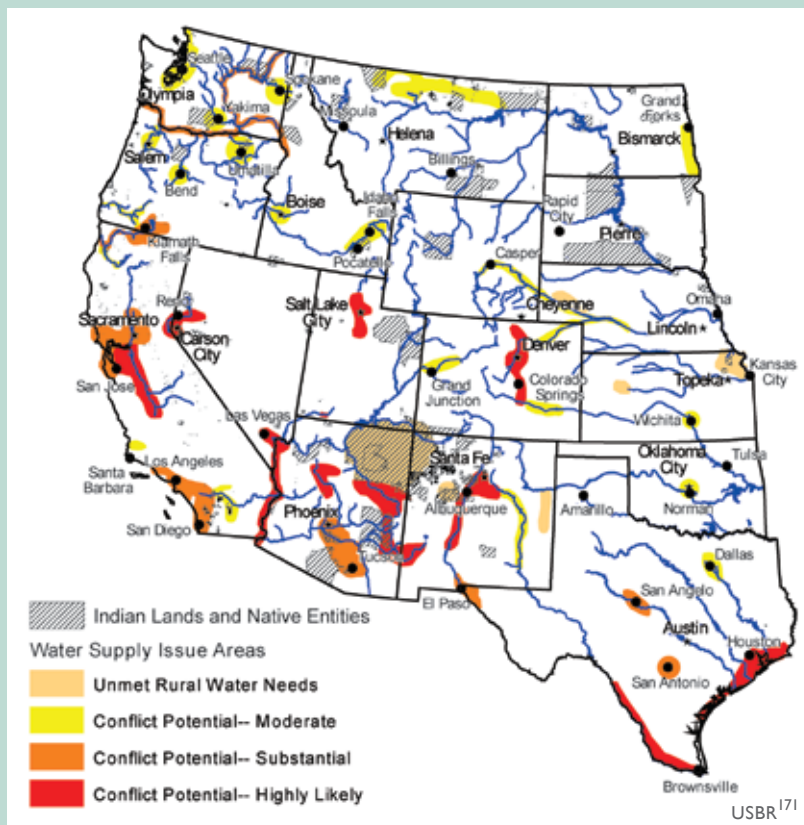 Seattle
Olympia
Spokane
Yakima
Missoula
Helena
Grand
Forks
Bismarck
Salem
Umatilla
Bend
Billings
Boise
Idaho
Falls
Rapid
City
Pierre
Klamath
Falls
Pocatello
Casper
Reno
Salt Lake
City
Cheyenne
Omaha
Lincoln
Sacramento
Carson
City
Denver
San Jose
Grand
Junction
Colorado
Springs
Topeka
Kansas
City
Las Vegas
Wichita
Santa Fe
Oklahoma
City
Tulsa
Santa
Barbara
Los Angeles
Phoenix
Albuquerque
Amarillo
Norman
San Diego
Tucson
Dallas
El Paso
San Angelo
Austin
Houston
San Antonio
Brownsville
Indian Lands and Native Entities
Water Supply Issue Areas
Unmet Rural Water Needs
Conflict Potential-- Moderate
Conflict Potential-- Substantial
Conflict Potential-- Highly Likely
USBR171